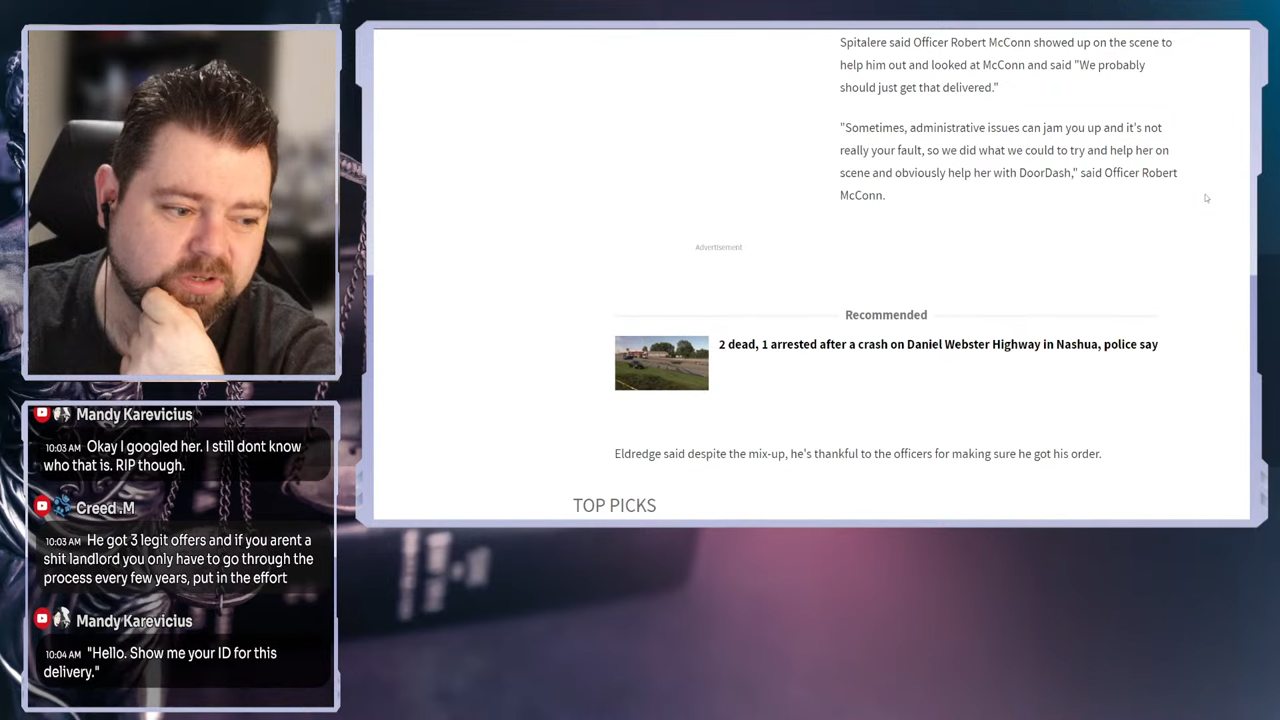 Spitalere said Officer Robert McConn showed up on the scene to
help him out and looked at McConn and said "We probably
should just get that delivered."
"Sometimes, administrative issues can jam you up and it's not
really your fault, so we did what we could to try and help her on
scene and obviously help her with DoorDash," said Officer Robert
McConn.
Advertisement
Recommended
2 dead, 1 arrested after a crash on Daniel Webster Highway in Nashua, police say
Eldredge said despite the mix-up, he's thankful to the officers for making sure he got his order.
TOP PICKS
Mandy Karevicius
10:03 AM Okay I googled her. I still dont know
who that is. RIP though.
Creed .M
10:03 AM He got 3 legit offers and if you arent a
shit landlord you only have to go through the
process every few years, put in the effort
Mandy Karevicius
10:04 AM "Hello. Show me your ID for this
delivery."